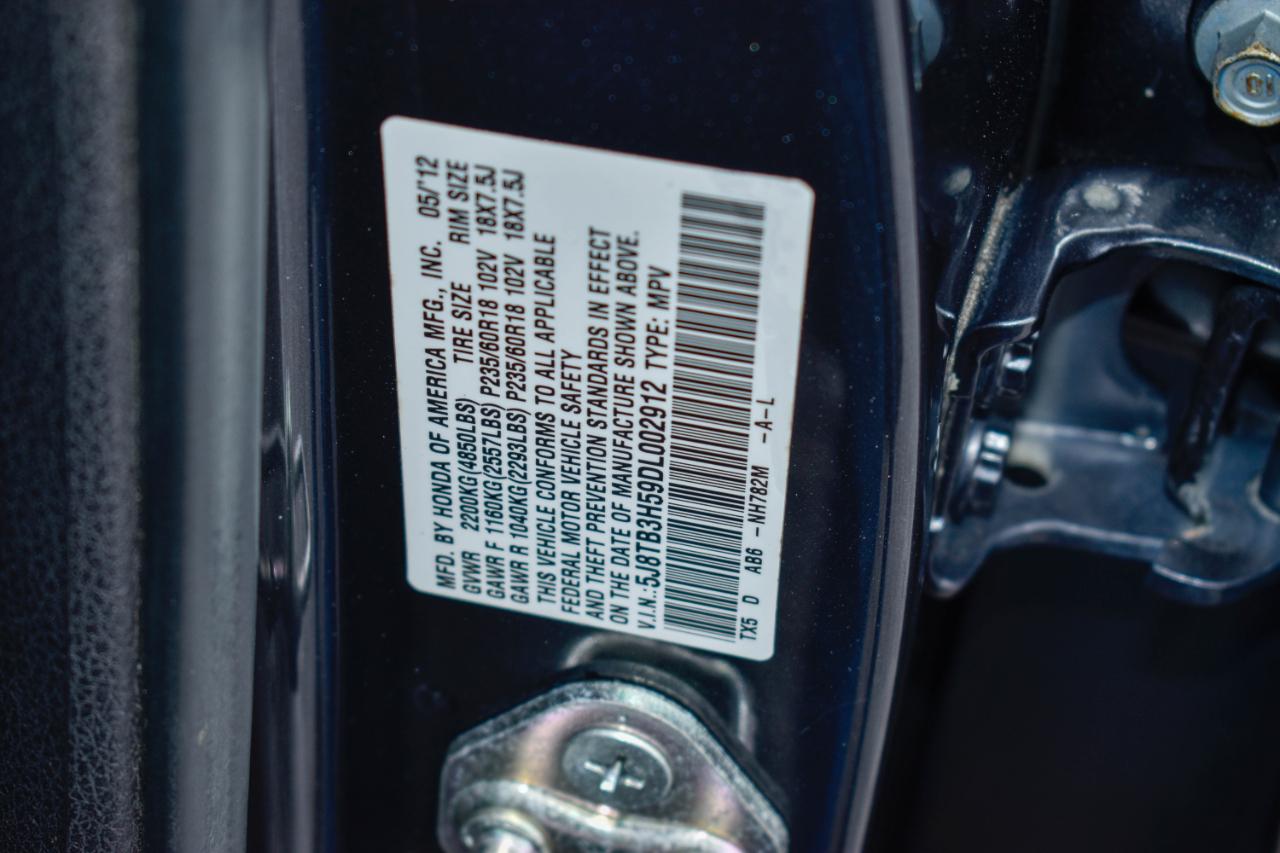 MFD. BY HONDA OF AMERICA MFG., INC. 05/'12
GVWR 2200KG(4850LBS) TIRE SIZE RIM SIZE
GAWR F 1160KG(2557LBS) P235/60R18 102V 18X7.5J
GAWR R 1040KG(2293LBS) P235/60R18 102V 18X7.5J
THIS VEHICLE CONFORMS TO ALL APPLICABLE
FEDERAL MOTOR VEHICLE SAFETY
AND THEFT PREVENTION STANDARDS IN EFFECT
ON THE DATE OF MANUFACTURE SHOWN ABOVE.
V.I.N.:5J8TB3H59DL002912 TYPE: MPV
TX5 D AB6 -NH782M -A-L